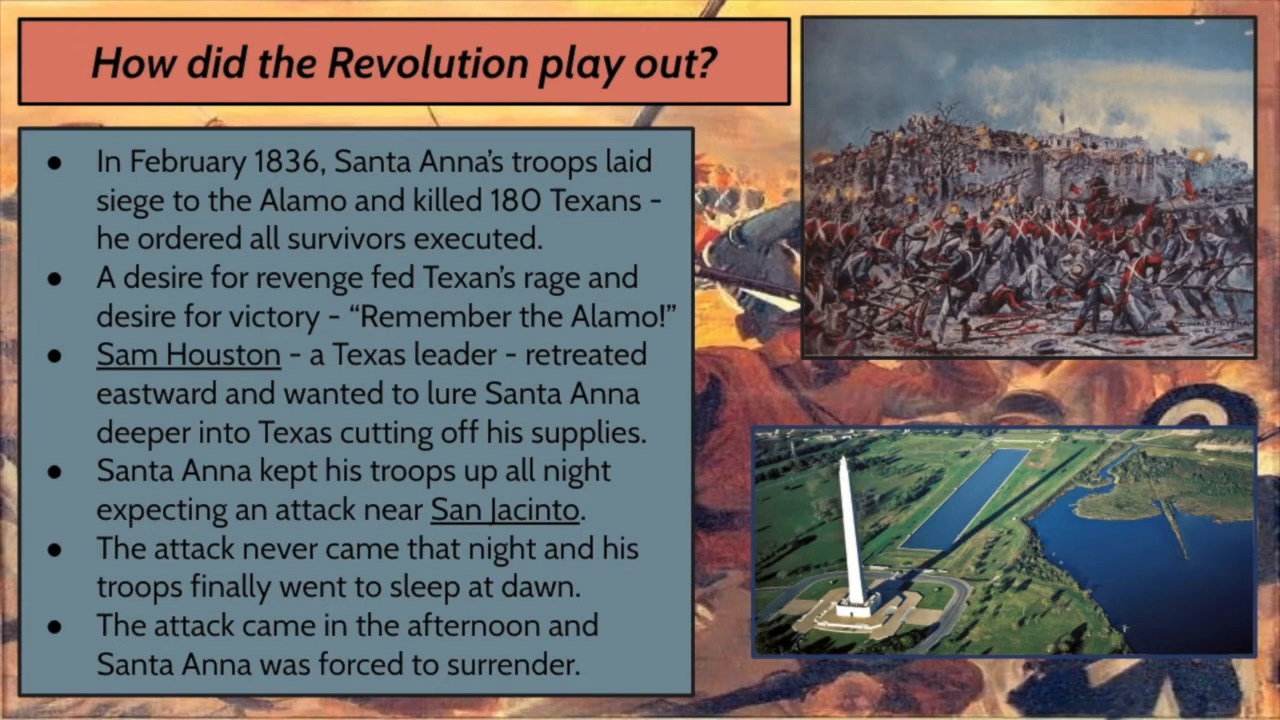 How did the Revolution play out?
● In February 1836, Santa Anna's troops laid
siege to the Alamo and killed 180 Texans -
he ordered all survivors executed.
● A desire for revenge fed Texan's rage and
desire for victory - “Remember the Alamo!”
● Sam Houston - a Texas leader - retreated
eastward and wanted to lure Santa Anna
deeper into Texas cutting off his supplies.
● Santa Anna kept his troops up all night
expecting an attack near San Jacinto.
● The attack never came that night and his
troops finally went to sleep at dawn.
● The attack came in the afternoon and
Santa Anna was forced to surrender.